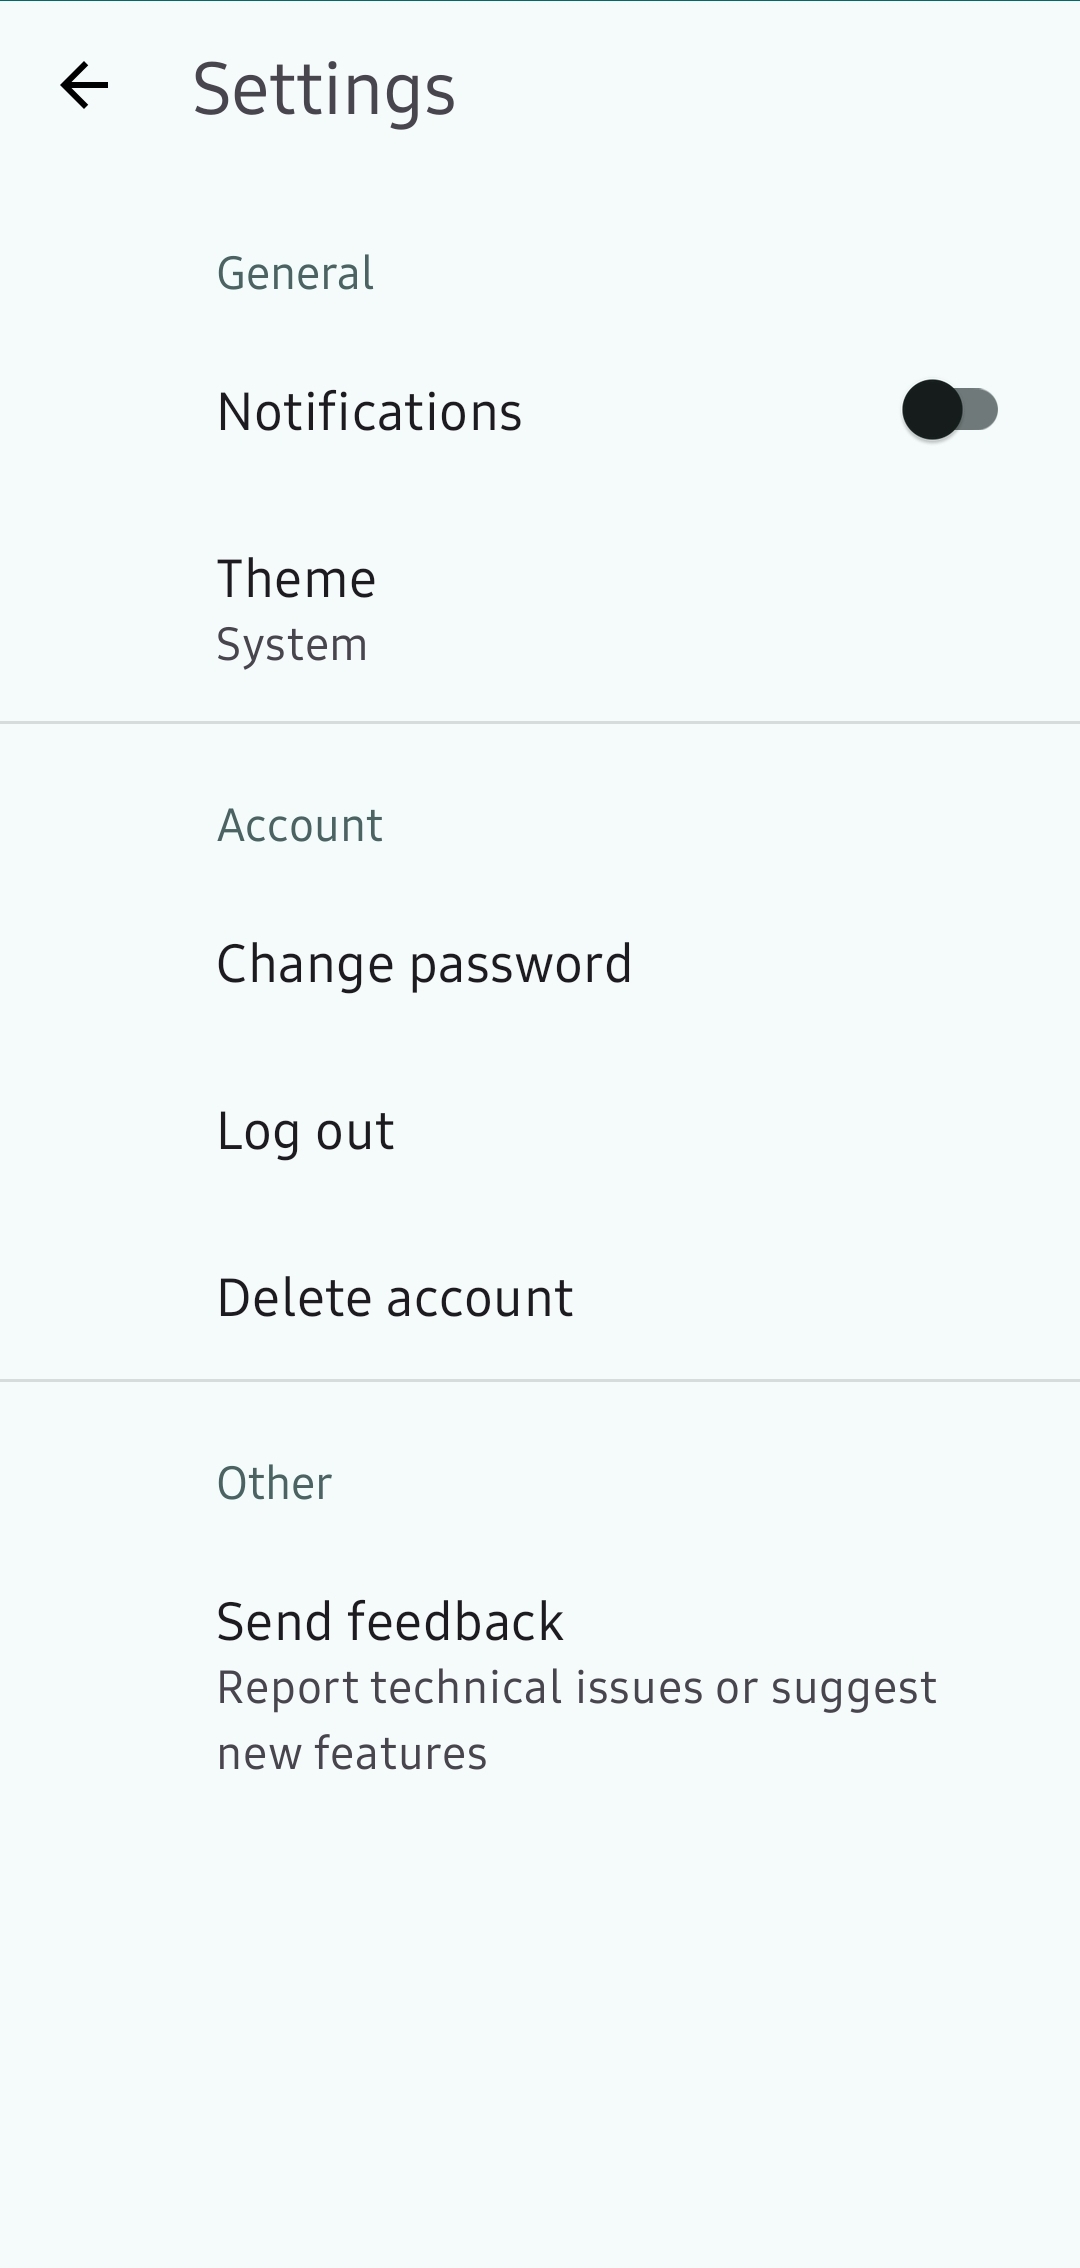 Settings
General
Notifications
Theme
System
Account
Change password
Log out
Delete account
Other
Send feedback
Report technical issues or suggest
new features